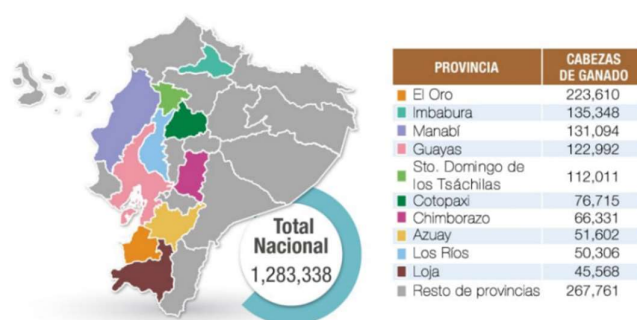 Total
Nacional
1,283,338
PROVINCIA CABEZAS
DE GANADO
El Oro 223,610
Imbabura 135,348
Manabí 131,094
Guayas 122,992
Sto. Domingo de
los Tsáchilas 112,011
Cotopaxi 76,715
Chimborazo 66,331
Azuay 51,602
Los Ríos 50,306
Loja 45,568
Resto de provincias 267,761